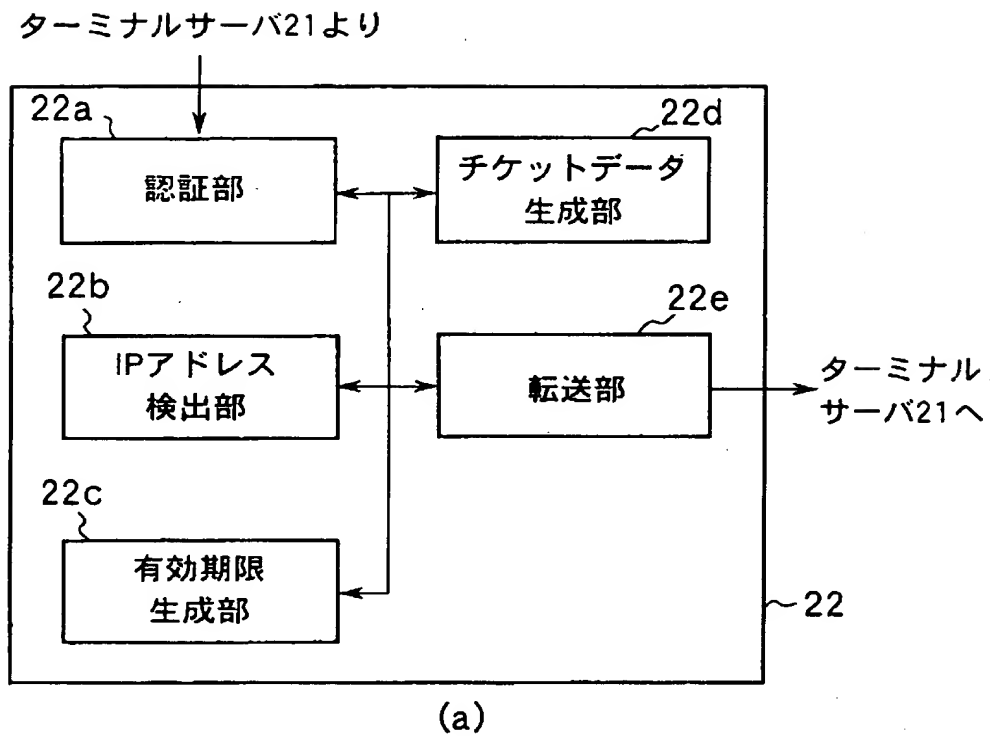 ターミナルサーバ21より
22a
認証部
22d
チケットデータ
生成部
22b
IPアドレス
検出部
22e
転送部
ターミナル
サーバ21へ
22c
有効期限
生成部
22
(a)